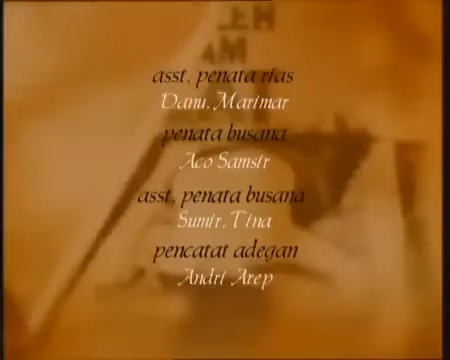 asst. penata rias
Danu, Marimar
penata busana
Aco Samsir
asst. penata busana
Sumir, Tina
pencatat adegan
Andri Arep